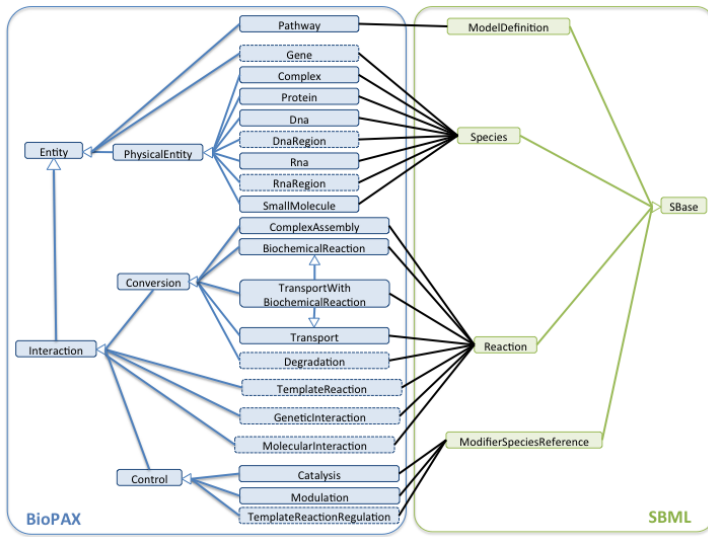 Pathway
ModelDefinition
Gene
Complex
Protein
Dna
Species
DnaRegion
Entity
PhysicalEntity
Rna
RnaRegion
SmallMolecule
SBase
ComplexAssembly
BiochemicalReaction
Conversion
TransportWith
BiochemicalReaction
Transport
Interaction
Reaction
Degradation
TemplateReaction
GeneticInteraction
MolecularInteraction
ModifierSpeciesReference
Control
Catalysis
Modulation
TemplateReactionRegulation
BioPAX
SBML